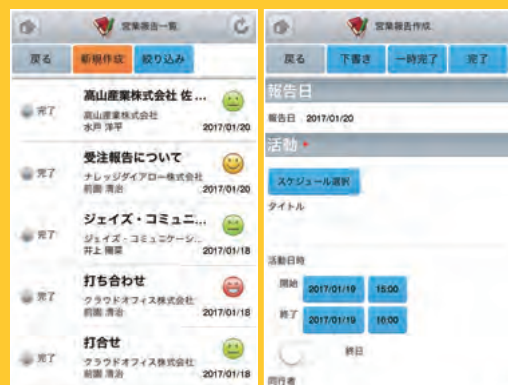 営業報告一覧
戻る
新規作成
絞り込み
完了
高山産業株式会社 佐 ...
高山産業株式会社
水戸 洋平
2017/01/20
完了
受注報告について
ナレッジダイアロー株式会社
前園 清治
2017/01/20
完了
ジェイズ・コミュニ...
ジェイズ・コミュニケーシ...
井上 陽菜
2017/01/18
完了
打ち合わせ
クラウドオフィス株式会社
前園 清治
2017/01/18
完了
打合せ
クラウドオフィス株式会社
前園 清治
2017/01/18
営業報告作成
戻る
下書き
一時完了
完了
報告日
報告日 2017/01/20
活動 *
スケジュール選択
タイトル
活動日時
開始 2017/01/19 15:00
終了 2017/01/19 16:00
終日
同行者